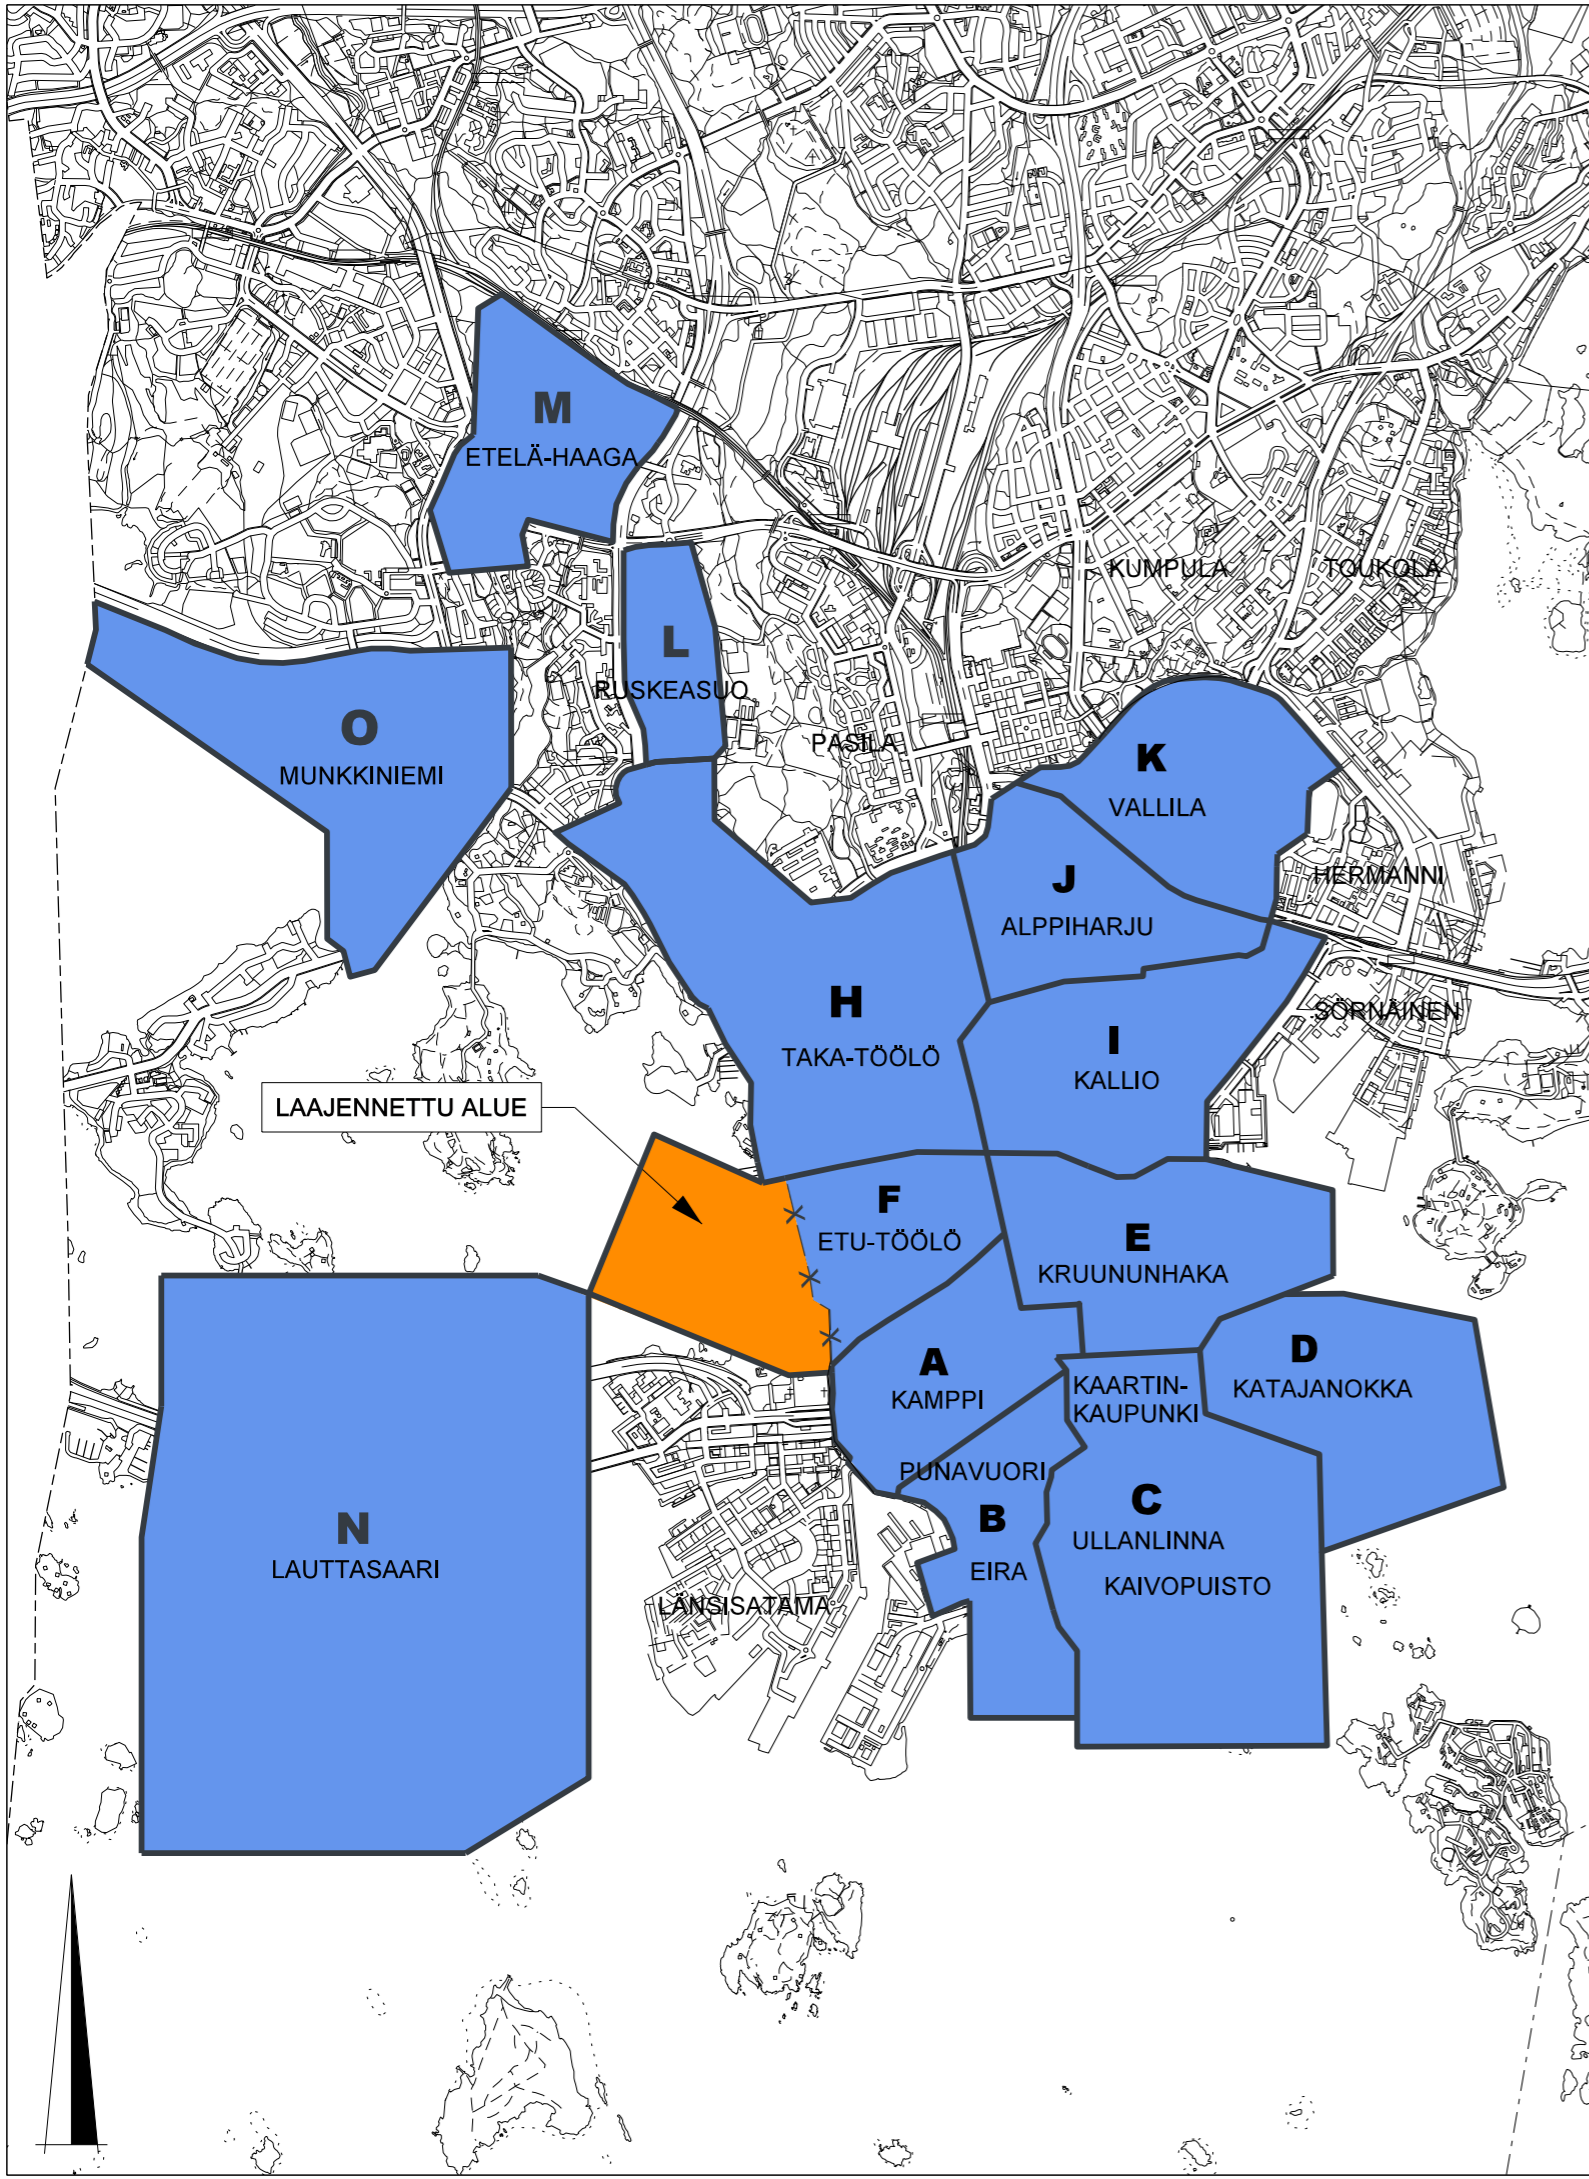 M
ETELÄ-HAAGA
KUMPULA
TOUKOLA
L
RUSKEASUO
O
MUNKKINIEMI
PASILA
K
VALLILA
J
ALPPIHARJU
HERMANNI
H
TAKA-TÖÖLÖ
SÖRNÄINEN
I
KALLIO
LAAJENNETTU ALUE
F
ETU-TÖÖLÖ
E
KRUUNUNHAKA
A
KAMPPI
KAARTIN-
KAUPUNKI
D
KATAJANOKKA
PUNAVUORI
B
EIRA
C
ULLANLINNA
KAIVOPUISTO
N
LAUTTASAARI
LÄNSISATAMA